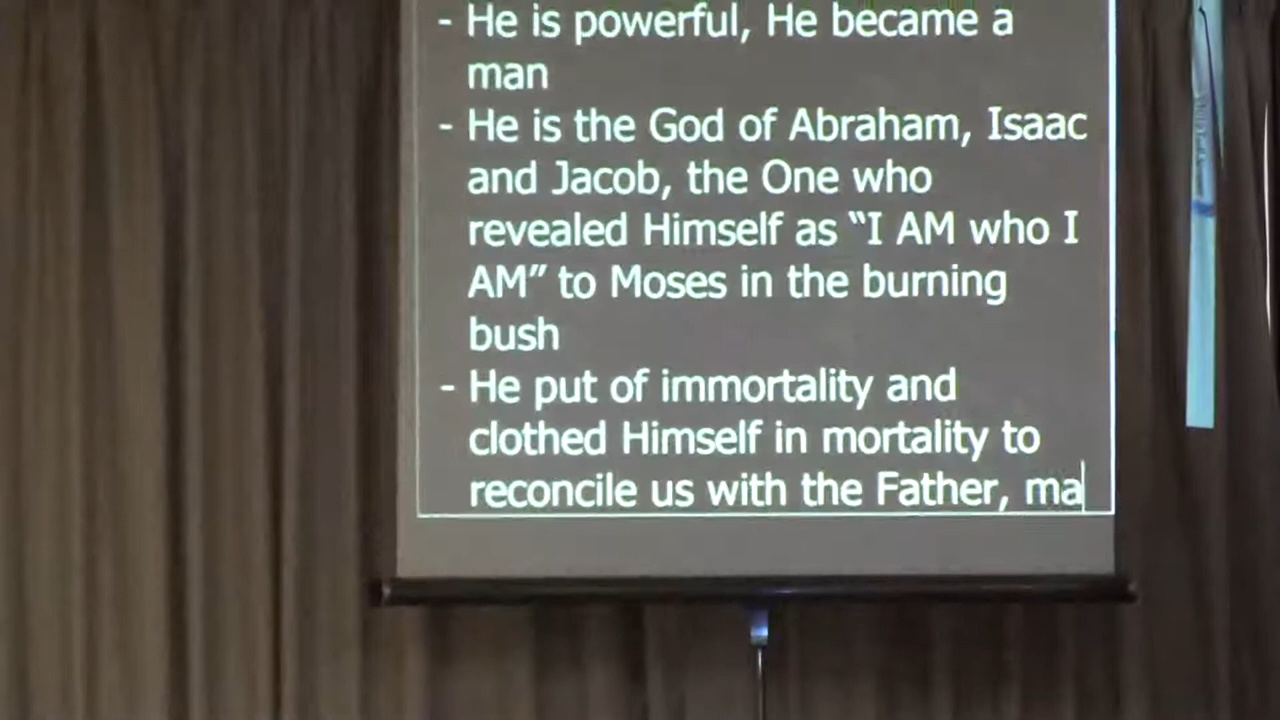 - He is powerful, He became a
man
- He is the God of Abraham, Isaac
and Jacob, the One who
revealed Himself as “I AM who I
AM” to Moses in the burning
bush
- He put of immortality and
clothed Himself in mortality to
reconcile us with the Father, ma